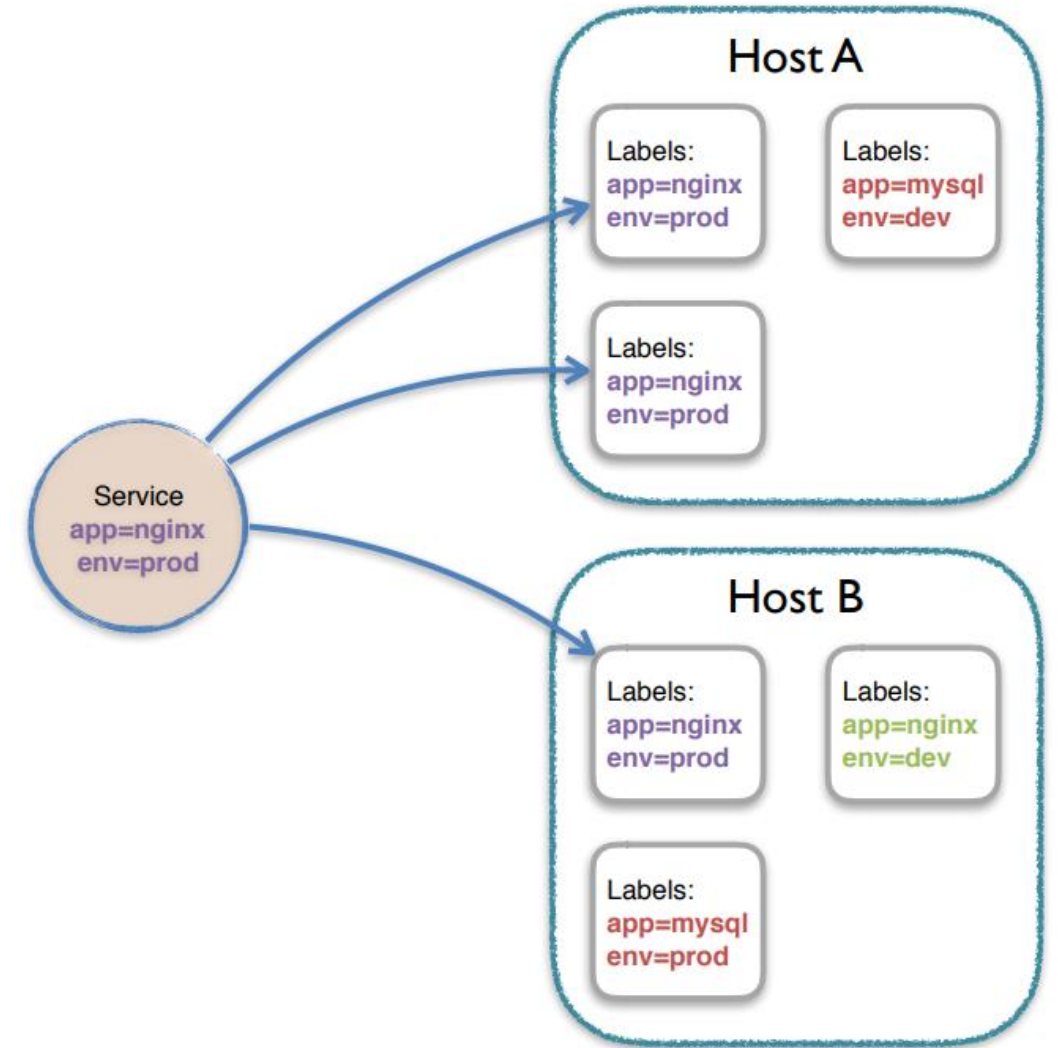 Host A
Labels:
app=nginx
env=prod
Labels:
app=mysql
env=dev
Labels:
app=nginx
env=prod
Service
app=nginx
env=prod
Host B
Labels:
app=nginx
env=prod
Labels:
app=nginx
env=dev
Labels:
app=mysql
env=prod